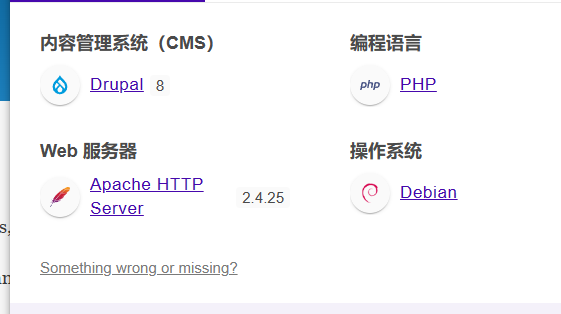 内容管理系统（CMS）
Drupal 8
编程语言
php PHP
Web 服务器
Apache HTTP
Server 2.4.25
操作系统
Debian
Something wrong or missing?
s,
an